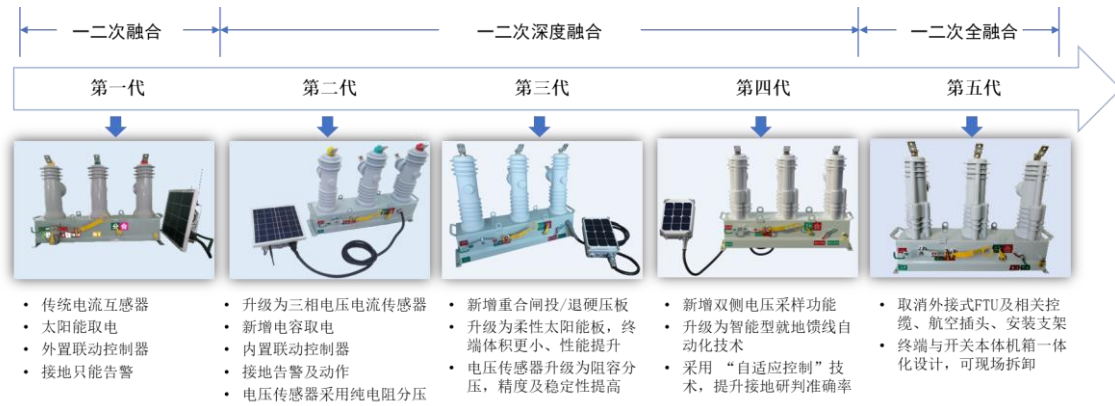 一二次融合
一二次深度融合
一二次全融合
第一代
第二代
第三代
第四代
第五代
• 传统电流互感器
• 太阳能取电
• 外置联动控制器
• 接地只能告警
• 升级为三相电压电流传感器
• 新增电容取电
• 内置联动控制器
• 接地告警及动作
• 电压传感器采用纯电阻分压
• 新增重合闸投/退硬压板
• 升级为柔性太阳能板，终
端体积更小、性能提升
• 电压传感器升级为阻容分
压，精度及稳定性提高
• 新增双侧电压采样功能
• 升级为智能型就地馈线自
动化技术
• 采用 “自适应控制”技
术，提升接地研判准确率
• 取消外接式FTU及相关控
缆、航空插头、安装支架
• 终端与开关本体机箱一体
化设计，可现场拆卸